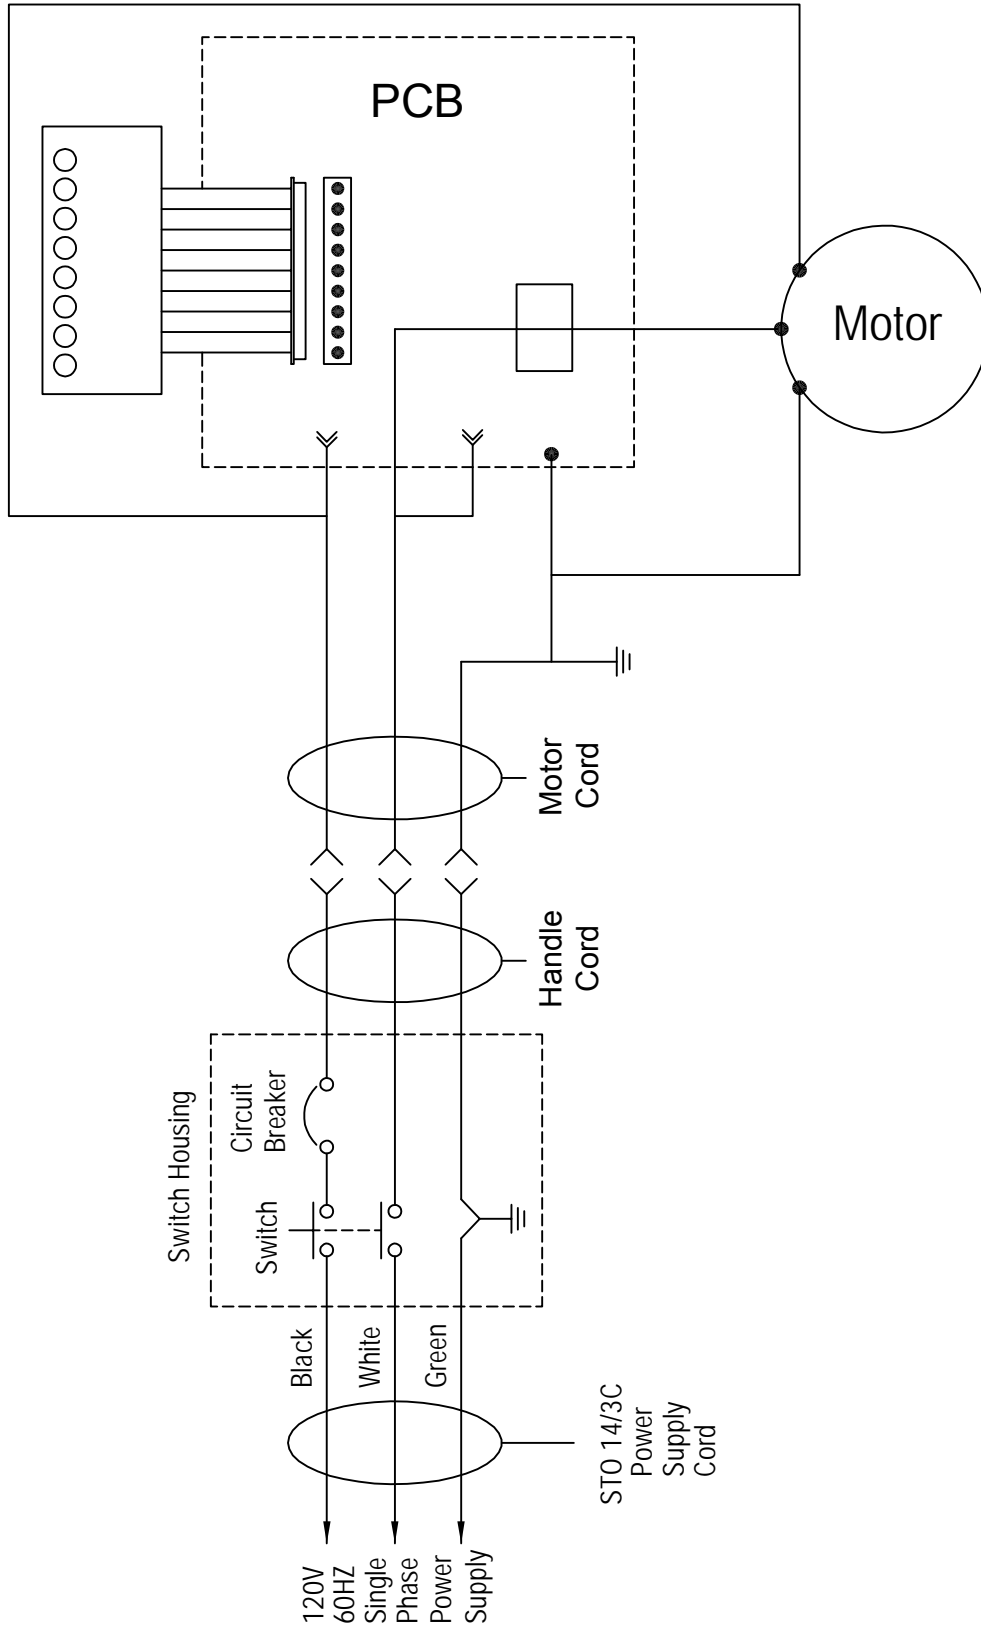 PCB
Motor
Motor
Cord
Handle
Cord
Switch Housing
Circuit
Breaker
Switch
Black
White
Green
STO 14/3C
Power
Supply
Cord
120V
60HZ
Single
Phase
Power
Supply